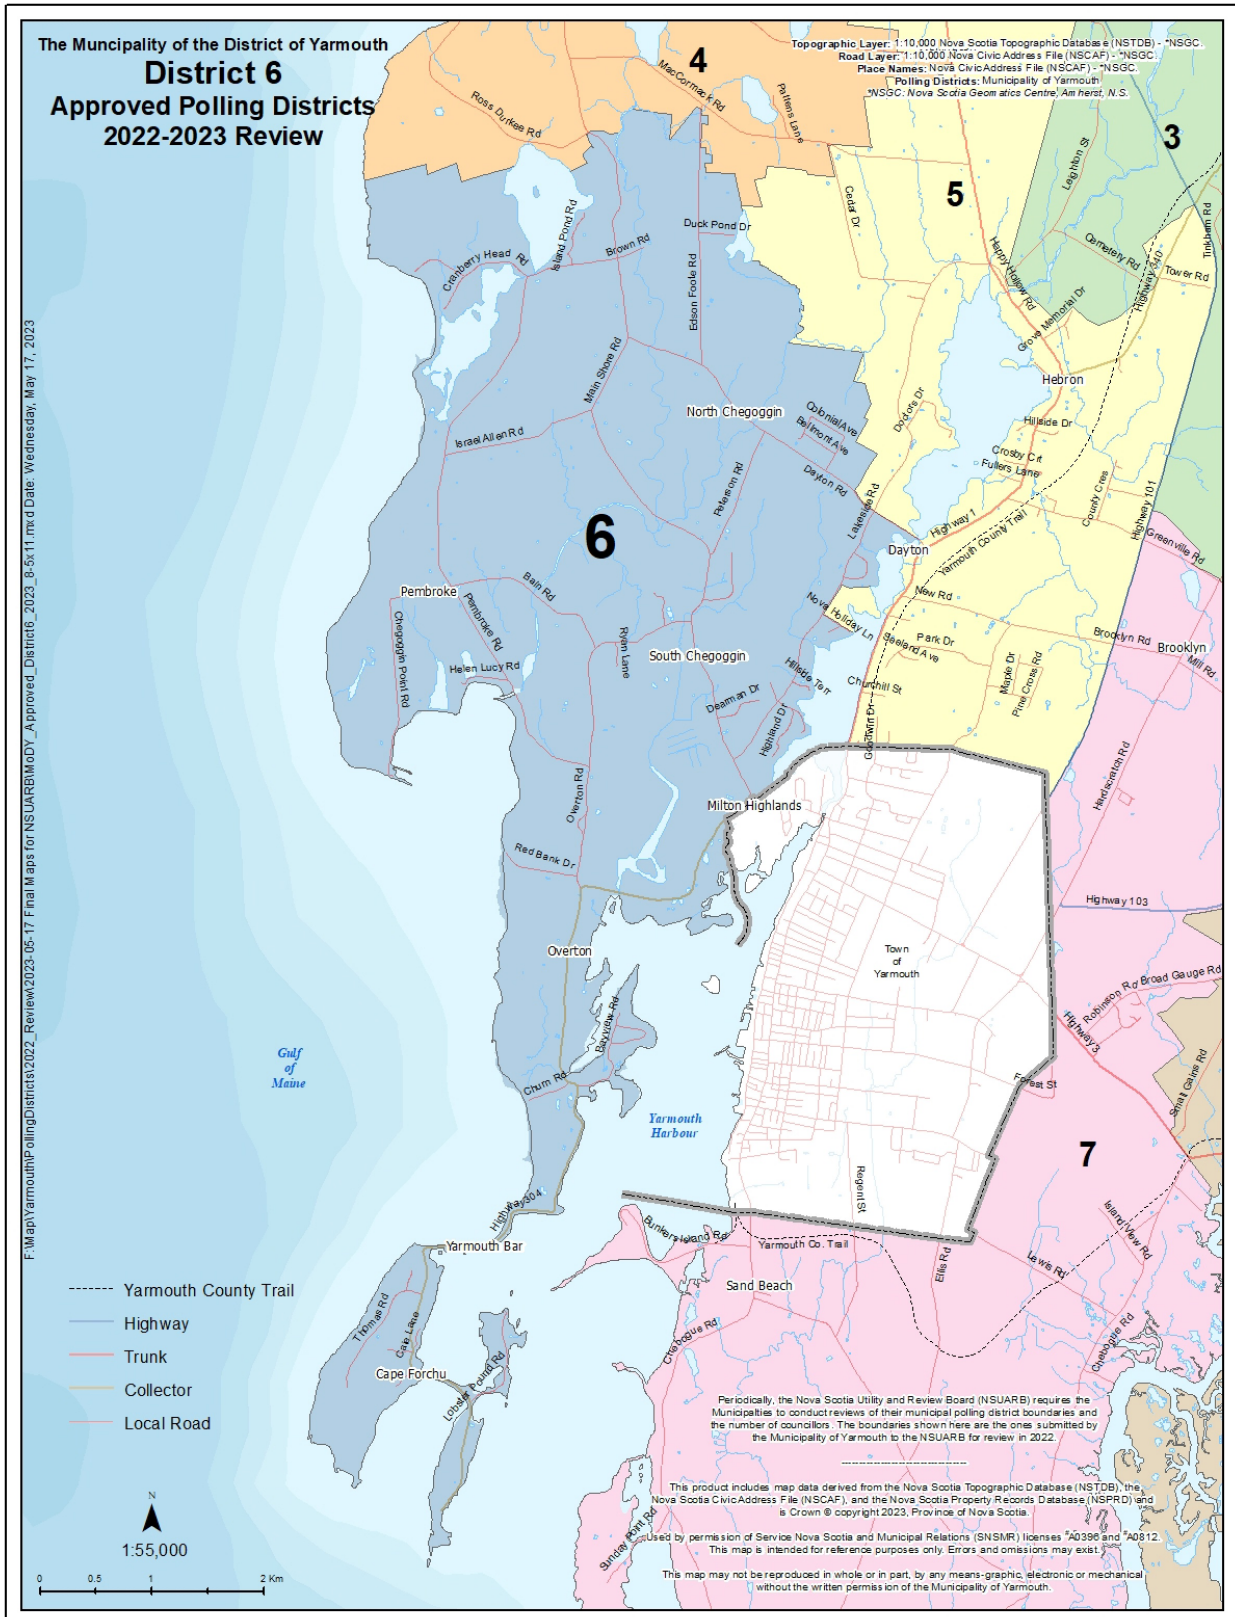 The Muncipality of the District of Yarmouth
District 6
Approved Polling Districts
2022-2023 Review
Topographic Layer: 1:10,000 Nova Scotia Topographic Database (NSTDB) - *NSGC.
Road Layer: 1:10,000 Nova Civic Address File (NSCAF) - *NSGC.
Place Names: Nova Civic Address File (NSCAF) - *NSGC.
Polling Districts: Municipality of Yarmouth
*NSGC: Nova Scotia Geomatics Centre, Amherst, N.S.
4
3
5
6
7
MacCormack Rd
Pattens Lane
Ross Durkee Rd
Leighton St
Cedar Dr
Tinkham Rd
Island Pond Rd
Duck Pond Dr
Brown Rd
Cranberry Head Rd
Edson Foole Rd
Happy Hollow Rd
Cemetery Rd
Highway 340
Tower Rd
Grove Memorial Dr
Main Shore Rd
Hebron
Doctors Dr
North Chegoggin
Colonial Ave
Bellmont Ave
Hillside Dr
Israel Allen Rd
Crosby Crt
Fullers Lane
Dayton Rd
Peterson Rd
County Cres
Lakeside Rd
Highway 101
Highway 1
Greenville Rd
Dayton
Yarmouth County Trail
Pembroke
Bain Rd
Pembroke Rd
New Rd
Nova Holiday Ln
Chegoggin Point Rd
Ryan Lane
Seeland Ave
Park Dr
Brooklyn Rd
Brooklyn
Mill Rd
South Chegoggin
Helen Lucy Rd
Hillside Terr
Maple Dr
Pine Cross Rd
Churchill St
Dearman Dr
Highland Dr
Goodwin Dr
Overton Rd
Hardscratch Rd
Milton Highlands
Red Bank Dr
Highway 103
Overton
Town
of
Yarmouth
Robinson Rd
Broad Gauge Rd
Bayview Rd
Highway 3
Gulf
of
Maine
Churn Rd
Forest St
Small Gains Rd
Yarmouth
Harbour
Regent St
Highway 304
Island View Rd
Bunkers Island Rd
Yarmouth Bar
Yarmouth Co. Trail
Ellis Rd
Lewis Rd
Sand Beach
Thomas Rd
Cate Lane
Chebogue Rd
Chebogue Rd
Cape Forchu
Lobster Pound Rd
Sunday Point Rd
Yarmouth County Trail
Highway
Trunk
Collector
Local Road
N
1:55,000
0 0.5 1 2 Km
Periodically, the Nova Scotia Utility and Review Board (NSUARB) requires the
Municipalties to conduct reviews of their municipal polling district boundaries and
the number of councillors. The boundaries shown here are the ones submitted by
the Municipality of Yarmouth to the NSUARB for review in 2022.
------------------------------
This product includes map data derived from the Nova Scotia Topographic Database (NSTDB), the
Nova Scotia Civic Address File (NSCAF), and the Nova Scotia Property Records Database (NSPRD) and
is Crown © copyright 2023, Province of Nova Scotia.
Used by permission of Service Nova Scotia and Municipal Relations (SNSMR) licenses #A0396 and #A0812.
This map is intended for reference purposes only. Errors and omissions may exist.
This map may not be reproduced in whole or in part, by any means-graphic, electronic or mechanical
without the written permission of the Municipality of Yarmouth.
F:\Map\Yarmouth\PollingDistricts\2022_Review\2023-05-17 Final Maps for NSUARB\MoDY_Approved_District6_2023_8-5x11.mxd Date: Wednesday, May 17, 2023